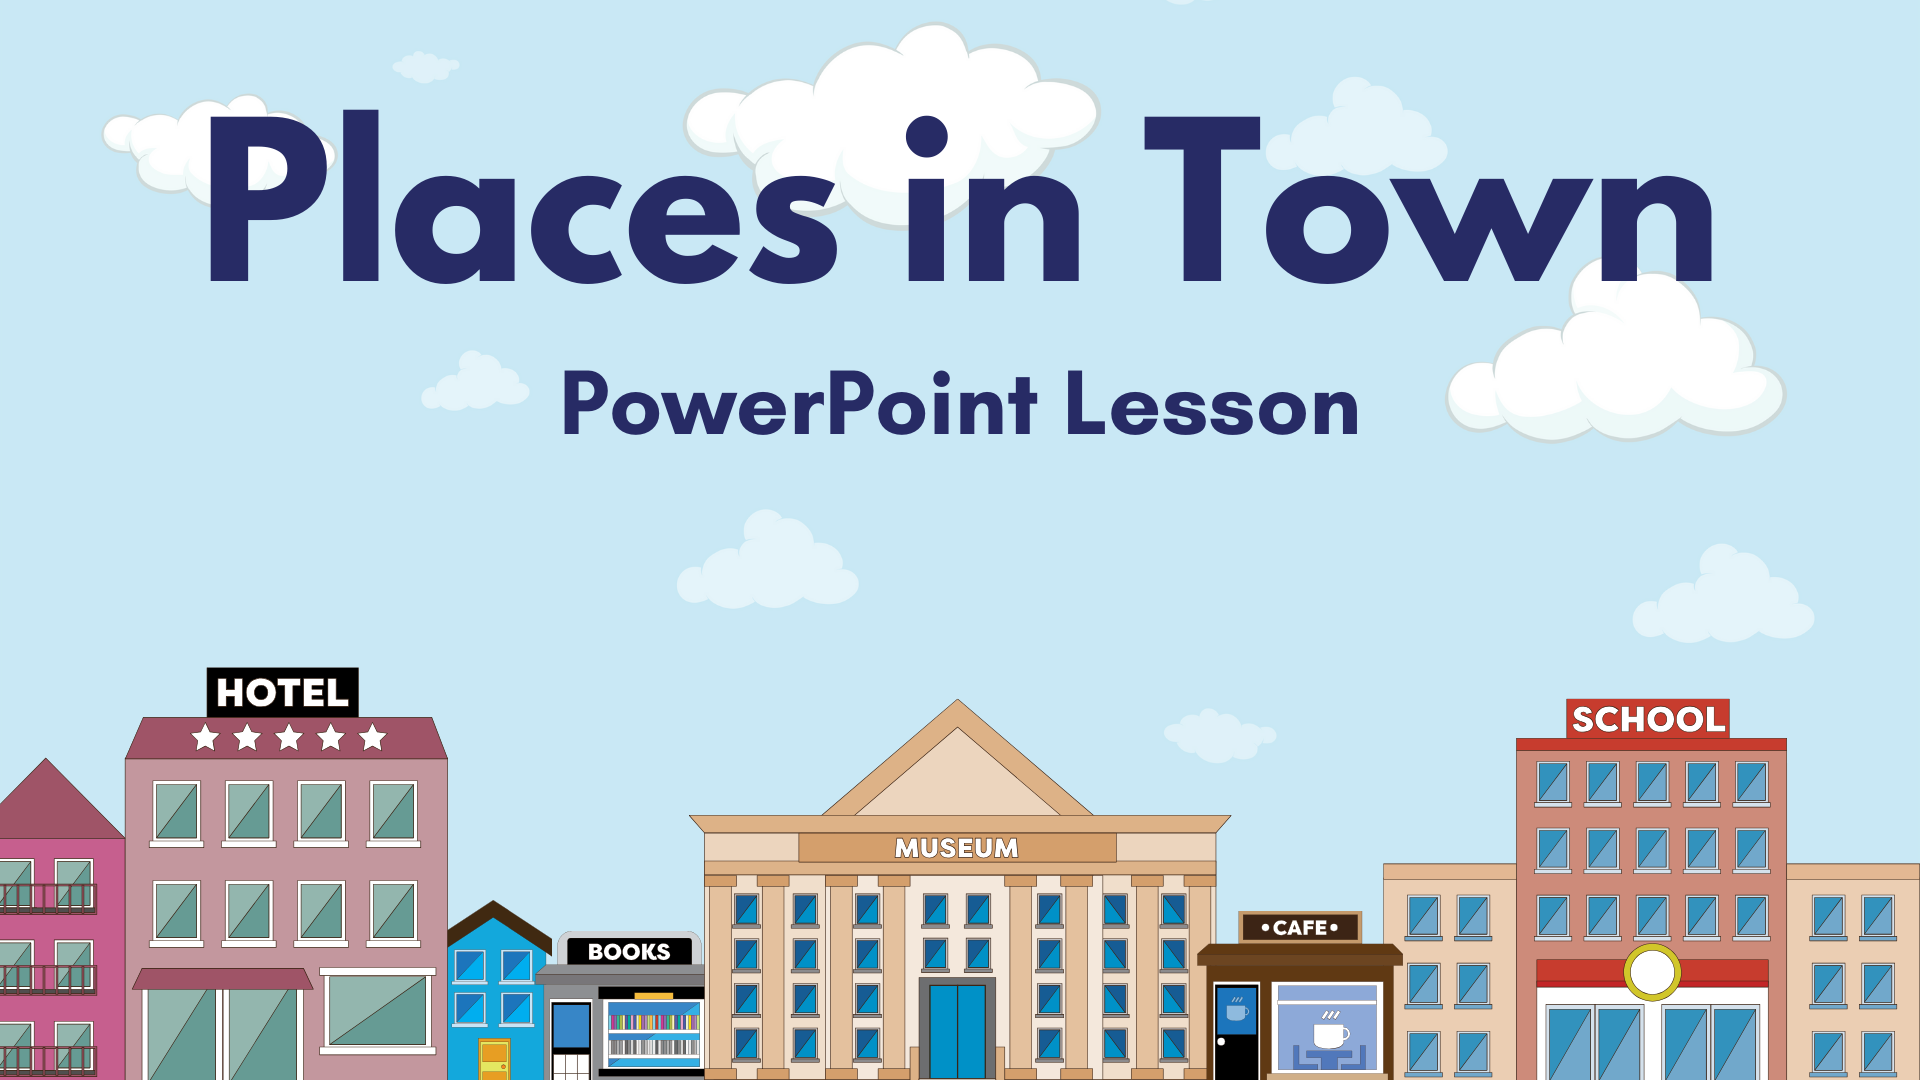 Places in Town
PowerPoint Lesson
HOTEL
SCHOOL
MUSEUM
•CAFE•
BOOKS